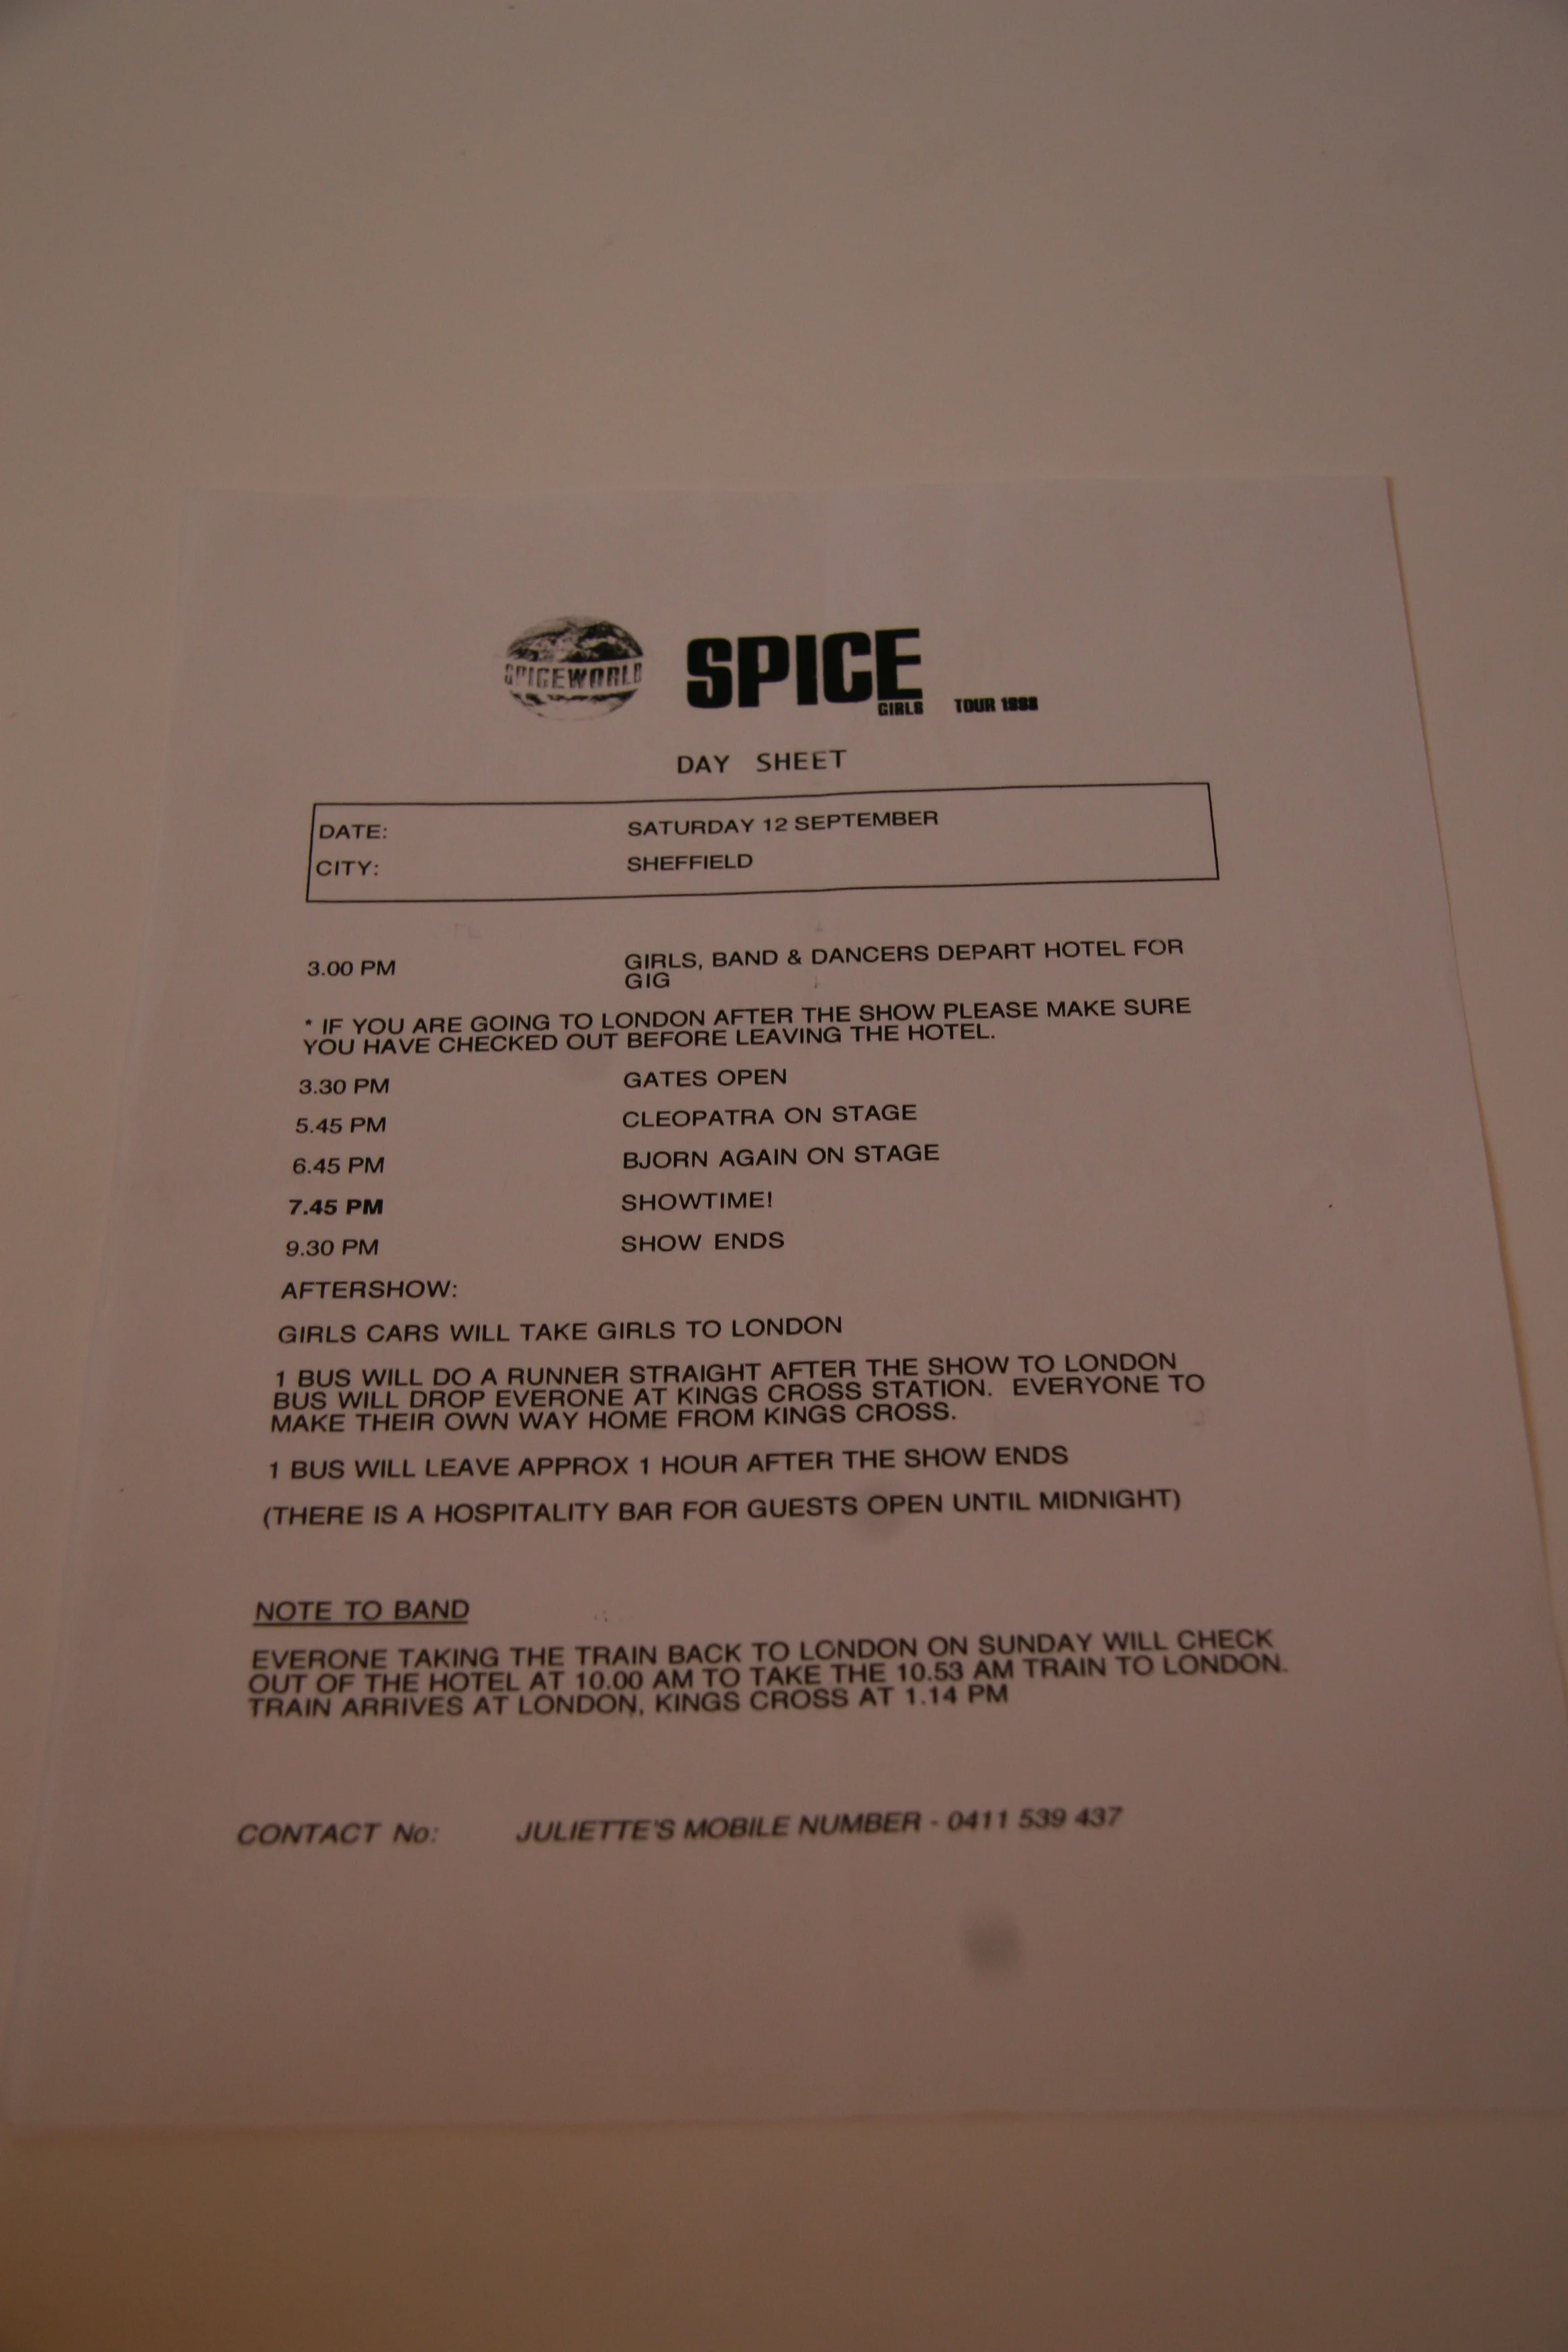 SPICEWORLD SPICE
GIRLS TOUR 1998
DAY SHEET
DATE: SATURDAY 12 SEPTEMBER
CITY: SHEFFIELD
3.00 PM GIRLS, BAND & DANCERS DEPART HOTEL FOR
GIG
* IF YOU ARE GOING TO LONDON AFTER THE SHOW PLEASE MAKE SURE
YOU HAVE CHECKED OUT BEFORE LEAVING THE HOTEL.
3.30 PM GATES OPEN
5.45 PM CLEOPATRA ON STAGE
6.45 PM BJORN AGAIN ON STAGE
7.45 PM SHOWTIME!
9.30 PM SHOW ENDS
AFTERSHOW:
GIRLS CARS WILL TAKE GIRLS TO LONDON
1 BUS WILL DO A RUNNER STRAIGHT AFTER THE SHOW TO LONDON
BUS WILL DROP EVERONE AT KINGS CROSS STATION. EVERYONE TO
MAKE THEIR OWN WAY HOME FROM KINGS CROSS.
1 BUS WILL LEAVE APPROX 1 HOUR AFTER THE SHOW ENDS
(THERE IS A HOSPITALITY BAR FOR GUESTS OPEN UNTIL MIDNIGHT)
NOTE TO BAND
EVERONE TAKING THE TRAIN BACK TO LONDON ON SUNDAY WILL CHECK
OUT OF THE HOTEL AT 10.00 AM TO TAKE THE 10.53 AM TRAIN TO LONDON.
TRAIN ARRIVES AT LONDON, KINGS CROSS AT 1.14 PM
CONTACT No: JULIETTE'S MOBILE NUMBER - 0411 539 437